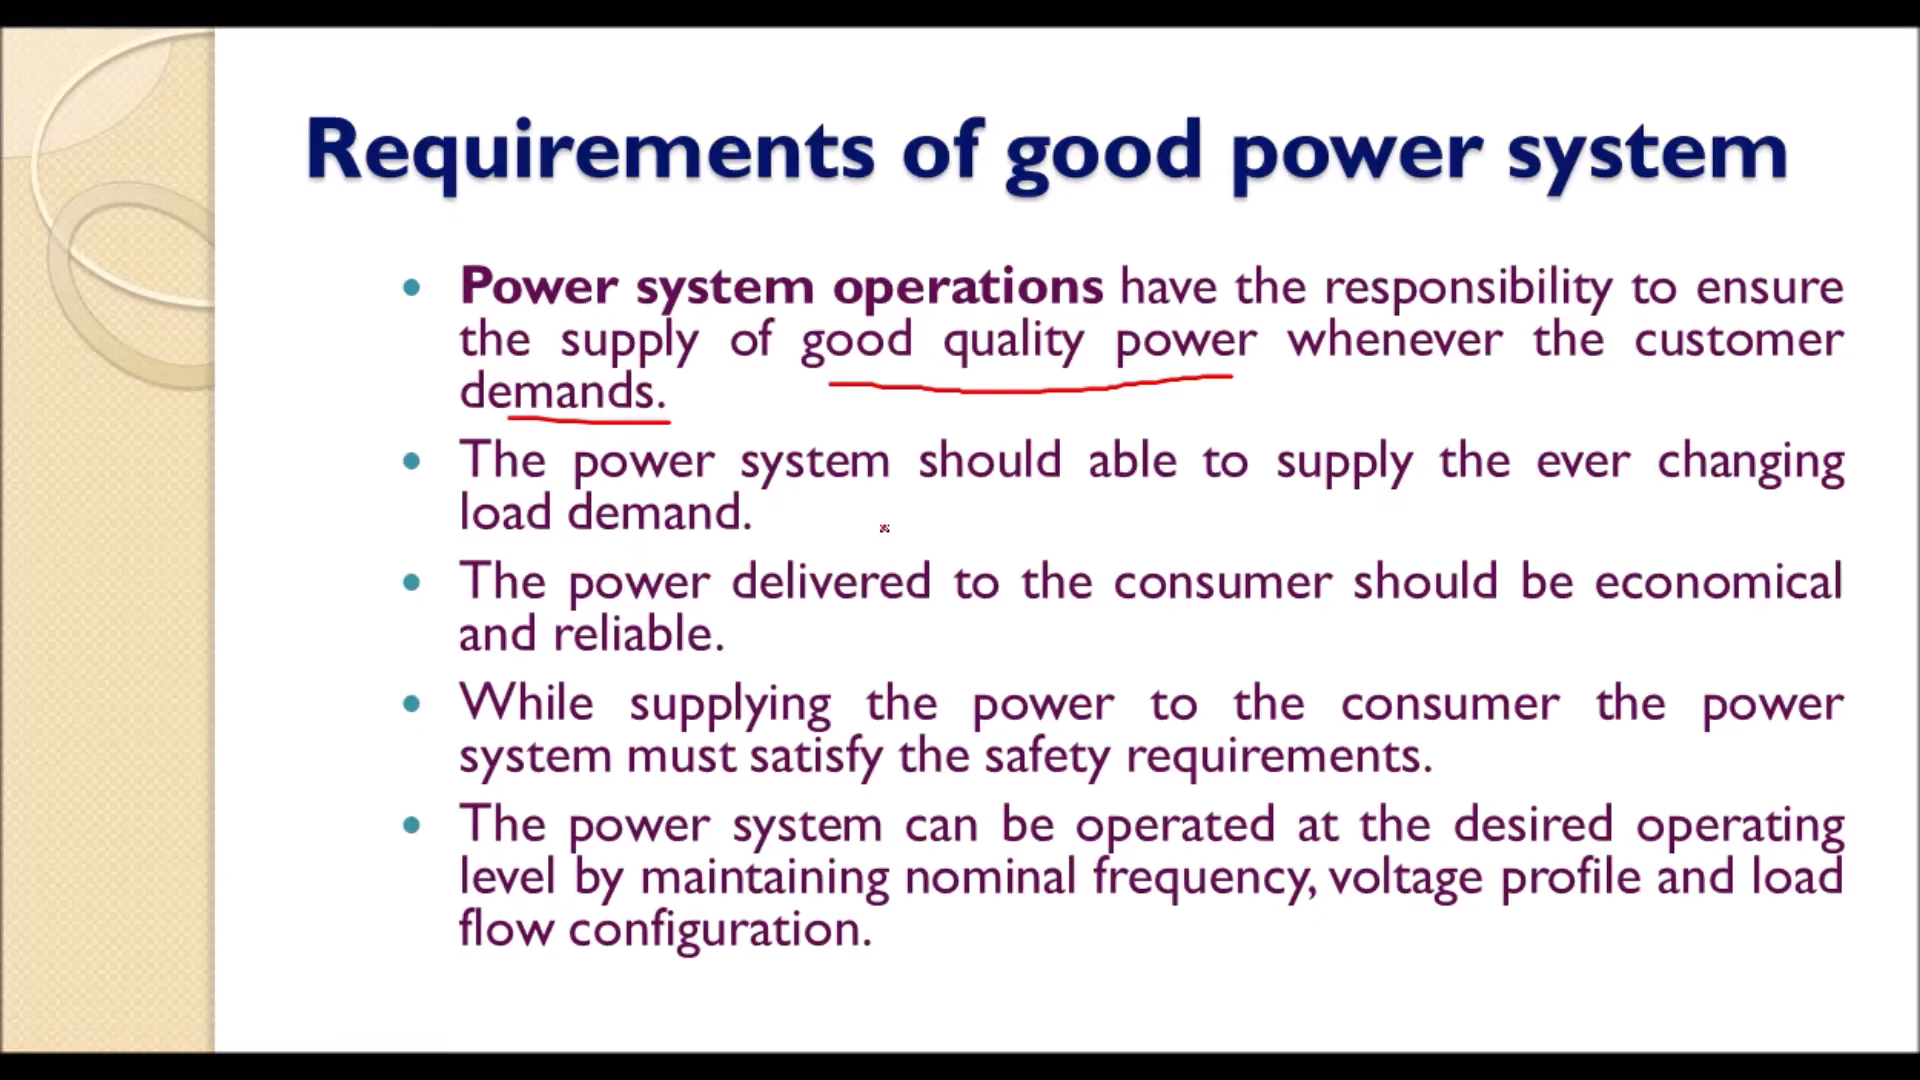 Requirements of good power system
• Power system operations have the responsibility to ensure
the supply of good quality power whenever the customer
demands.
• The power system should able to supply the ever changing
load demand.
• The power delivered to the consumer should be economical
and reliable.
• While supplying the power to the consumer the power
system must satisfy the safety requirements.
• The power system can be operated at the desired operating
level by maintaining nominal frequency, voltage profile and load
flow configuration.